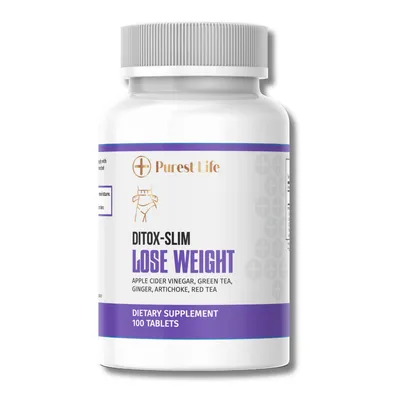 Purest Life
DITOX-SLIM
LOSE WEIGHT
APPLE CIDER VINEGAR, GREEN TEA,
GINGER, ARTICHOKE, RED TEA
DIETARY SUPPLEMENT
100 TABLETS